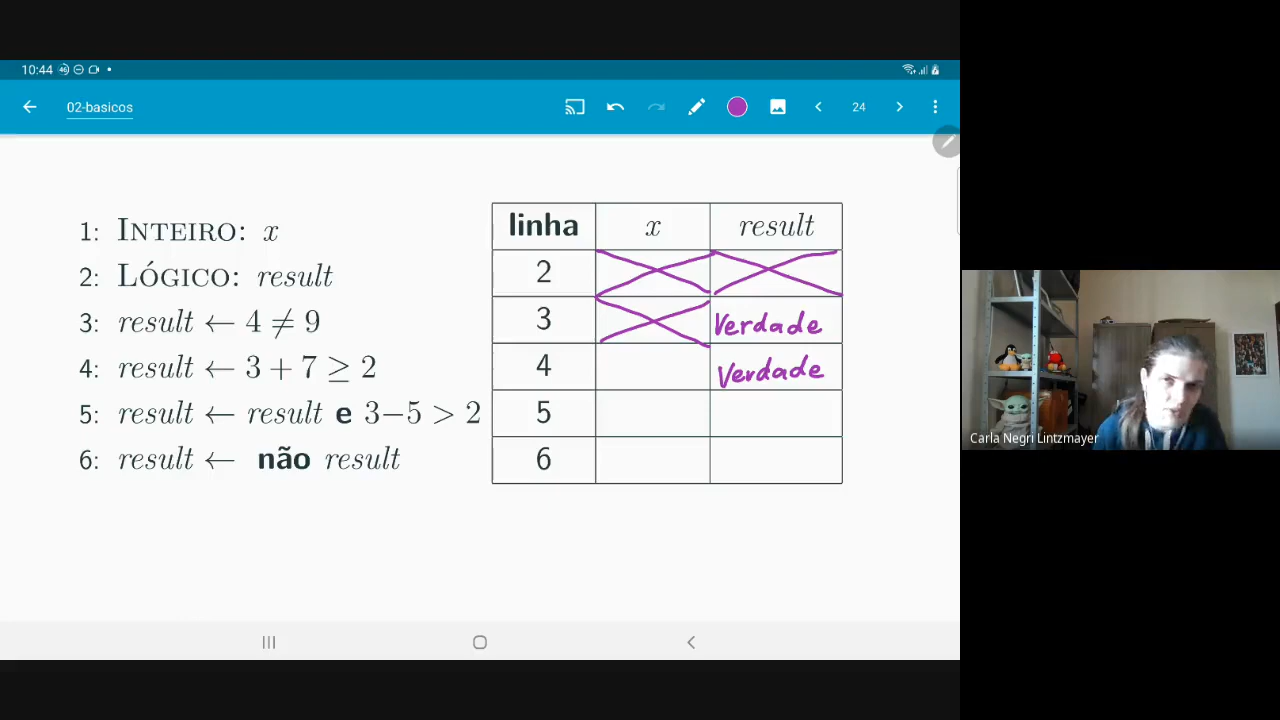 10:44
02-basicos
24
1: INTEIRO: x
2: LÓGICO: result
3: result ← 4 ≠ 9
4: result ← 3 + 7 ≥ 2
5: result ← result e 3−5 > 2
6: result ← não result
linha x result
2
3 Verdade
4 Verdade
5
6
Carla Negri Lintzmayer